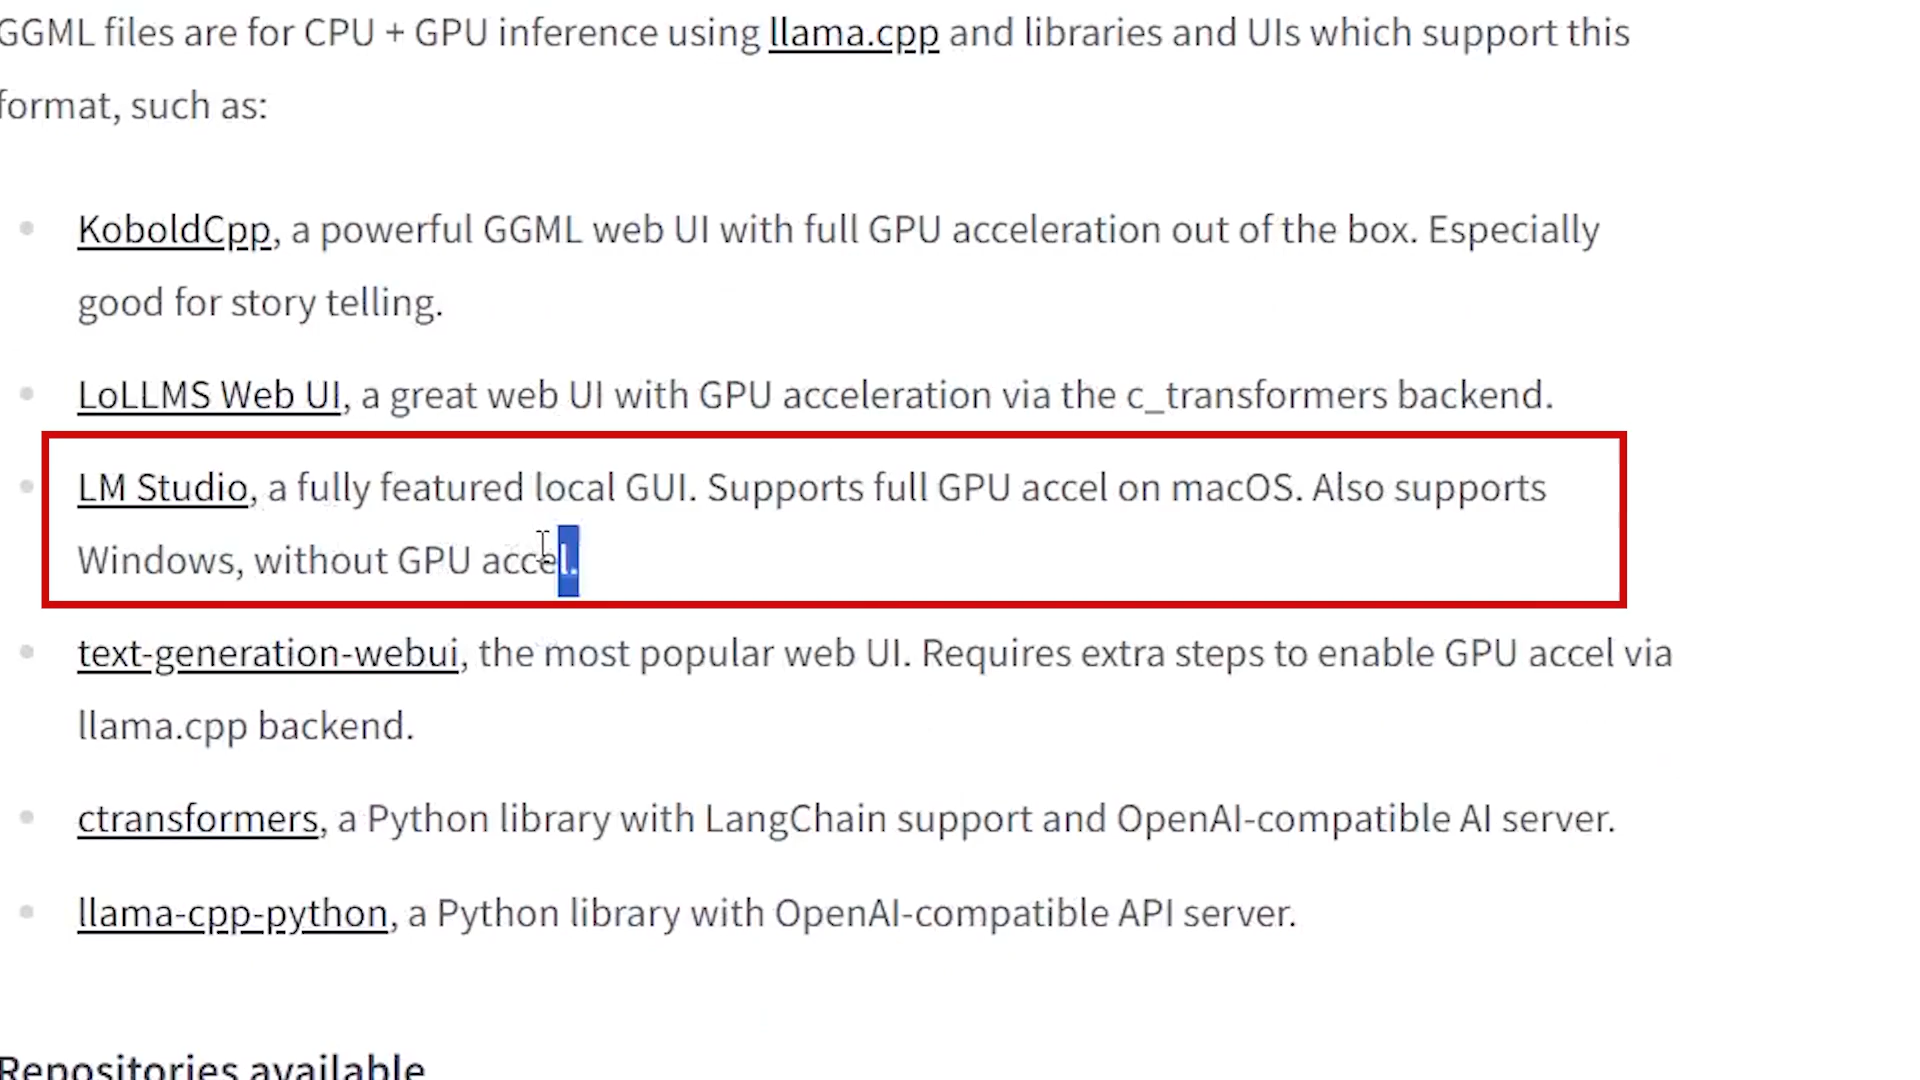 GGML files are for CPU + GPU inference using llama.cpp and libraries and UIs which support this
format, such as:
KoboldCpp, a powerful GGML web UI with full GPU acceleration out of the box. Especially
good for story telling.
LoLLMS Web UI, a great web UI with GPU acceleration via the c_transformers backend.
LM Studio, a fully featured local GUI. Supports full GPU accel on macOS. Also supports
Windows, without GPU accel.
text-generation-webui, the most popular web UI. Requires extra steps to enable GPU accel via
llama.cpp backend.
ctransformers, a Python library with LangChain support and OpenAI-compatible AI server.
llama-cpp-python, a Python library with OpenAI-compatible API server.
Repositories available